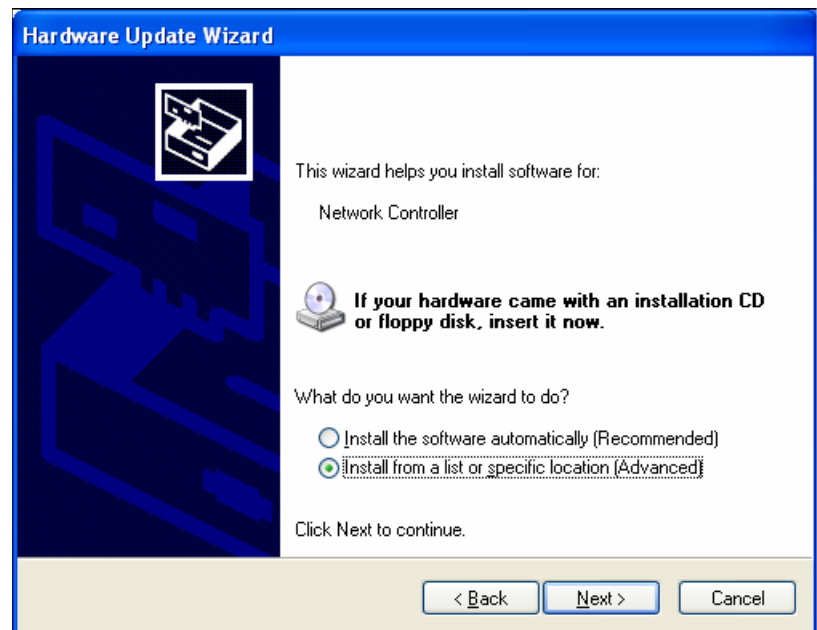 Hardware Update Wizard
This wizard helps you install software for:
Network Controller
If your hardware came with an installation CD
or floppy disk, insert it now.
What do you want the wizard to do?
Install the software automatically (Recommended)
Install from a list or specific location (Advanced)
Click Next to continue.
< Back
Next >
Cancel